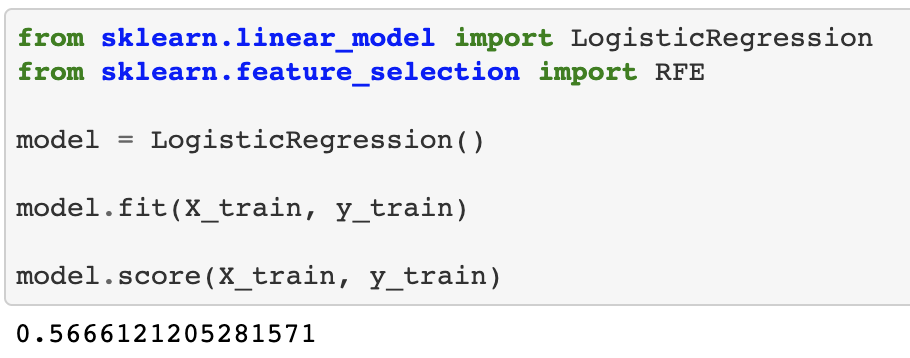 from sklearn.linear_model import LogisticRegression
from sklearn.feature_selection import RFE
model = LogisticRegression()
model.fit(X_train, y_train)
model.score(X_train, y_train)
0.5666121205281571